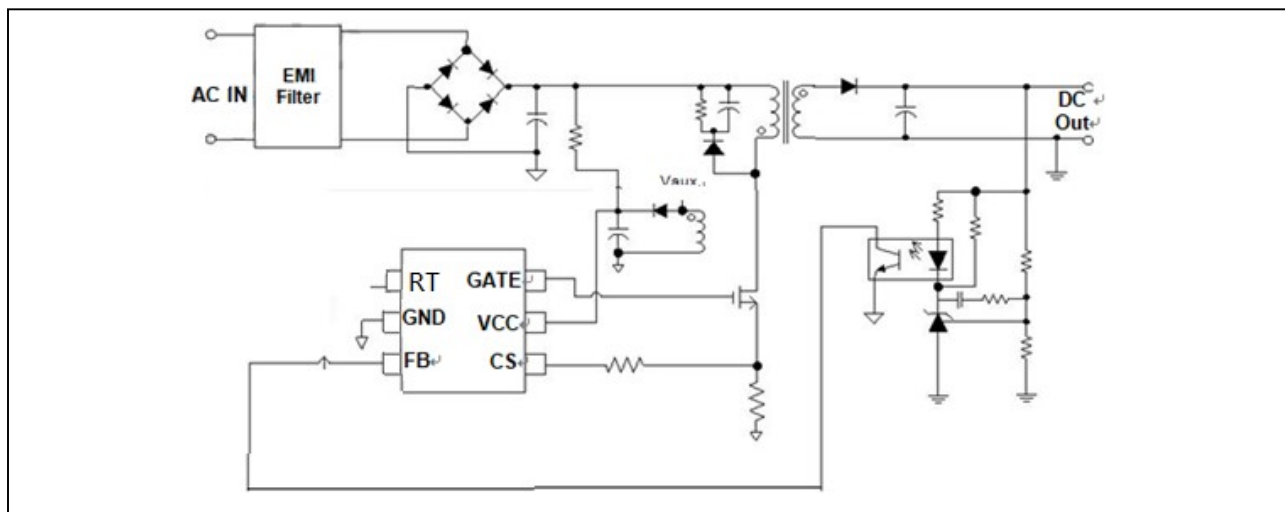 AC IN
EMI
Filter
DC
Out
Vaux
RT
GATE
GND
VCC
FB
CS